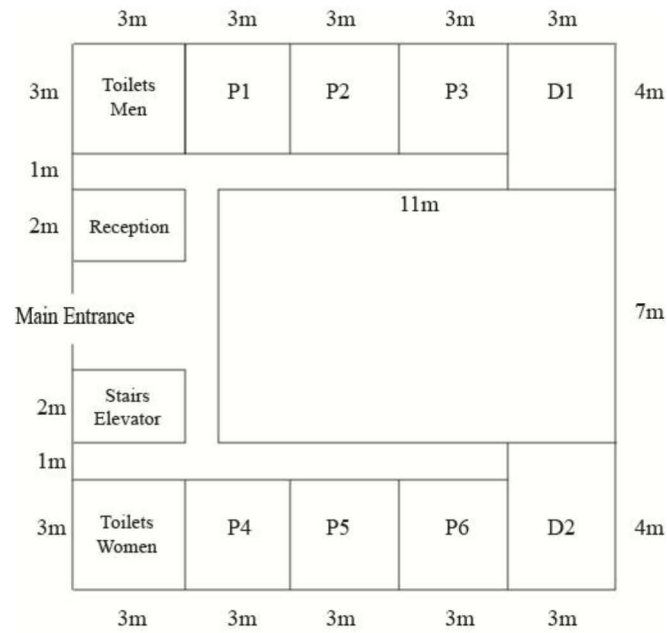 3m 3m 3m 3m 3m
3m Toilets
Men P1 P2 P3 D1 4m
1m
11m
2m Reception
Main Entrance 7m
Stairs
2m Elevator
1m
3m Toilets
Women P4 P5 P6 D2 4m
3m 3m 3m 3m 3m